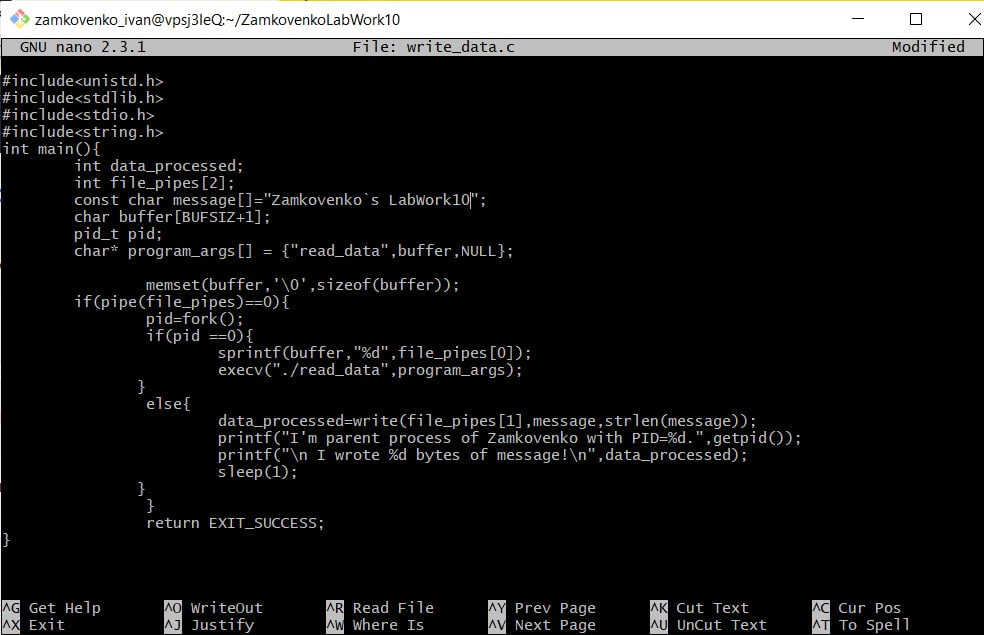 zamkovenko_ivan@vpsj3IeQ:~/ZamkovenkoLabWork10
GNU nano 2.3.1 File: write_data.c Modified
#include<unistd.h>
#include<stdlib.h>
#include<stdio.h>
#include<string.h>
int main(){
int data_processed;
int file_pipes[2];
const char message[]="Zamkovenko`s LabWork10";
char buffer[BUFSIZ+1];
pid_t pid;
char* program_args[] = {"read_data",buffer,NULL};
memset(buffer,'\0',sizeof(buffer));
if(pipe(file_pipes)==0){
pid=fork();
if(pid ==0){
sprintf(buffer,"%d",file_pipes[0]);
execv("./read_data",program_args);
}
else{
data_processed=write(file_pipes[1],message,strlen(message));
printf("I'm parent process of Zamkovenko with PID=%d.",getpid());
printf("\n I wrote %d bytes of message!\n",data_processed);
sleep(1);
}
}
return EXIT_SUCCESS;
}
^G Get Help ^O WriteOut ^R Read File ^Y Prev Page ^K Cut Text ^C Cur Pos
^X Exit ^J Justify ^W Where Is ^V Next Page ^U UnCut Text ^T To Spell